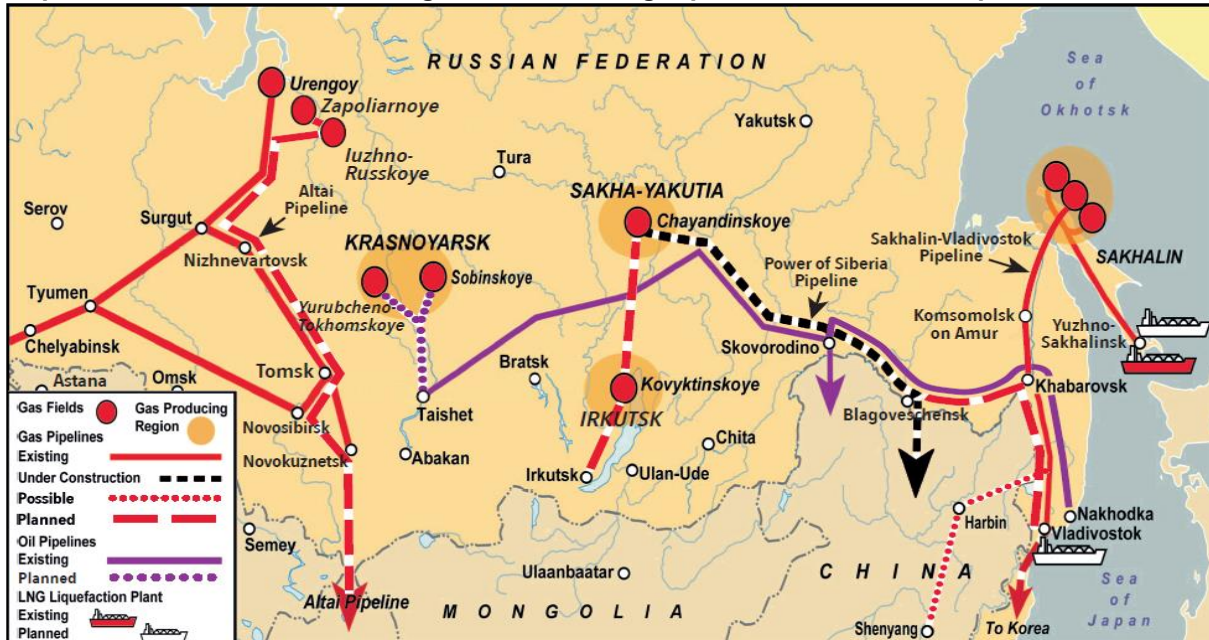 RUSSIAN FEDERATION
Sea
of
Okhotsk
Urengoy
Zapoliarnoye
Iuzhno-
Russkoye
Yakutsk
Tura
Altai
Pipeline
SAKHA-YAKUTIA
Chayandinskoye
Serov
Surgut
Nizhnevartovsk
KRASNOYARSK
Sobinskoye
Yurubcheno-
Tokhomskoye
Sakhalin-Vladivostok
Pipeline
SAKHALIN
Power of Siberia
Pipeline
Tyumen
Chelyabinsk
Komsomolsk
on Amur
Yuzhno-
Sakhalinsk
Skovorodino
Astana
Omsk
Tomsk
Bratsk
Kovyktinskoye
IRKUTSK
Khabarovsk
Blagoveschensk
Taishet
Novosibirsk
Novokuznetsk
Abakan
Chita
Irkutsk
Ulan-Ude
Harbin
Nakhodka
Vladivostok
Semey
Ulaanbaatar
CHINA
MONGOLIA
Altai Pipeline
Shenyang
To Korea
Sea
of
Japan
Gas Fields
Gas Producing
Region
Gas Pipelines
Existing
Under Construction
Possible
Planned
Oil Pipelines
Existing
Planned
LNG Liquefaction Plant
Existing
Planned